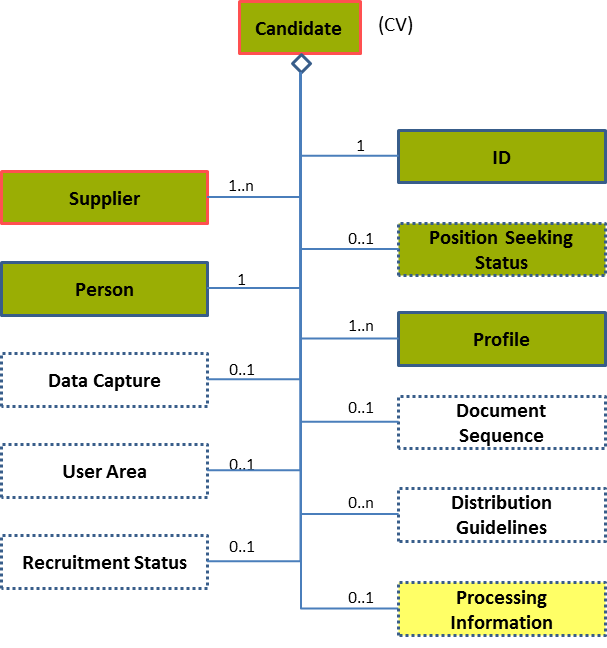 Candidate
(CV)
1
ID
1..n
Supplier
0..1
Position Seeking
Status
1
Person
1..n
Profile
0..1
Data Capture
0..1
Document
Sequence
0..1
User Area
0..n
Distribution
Guidelines
0..1
Recruitment Status
0..1
Processing
Information